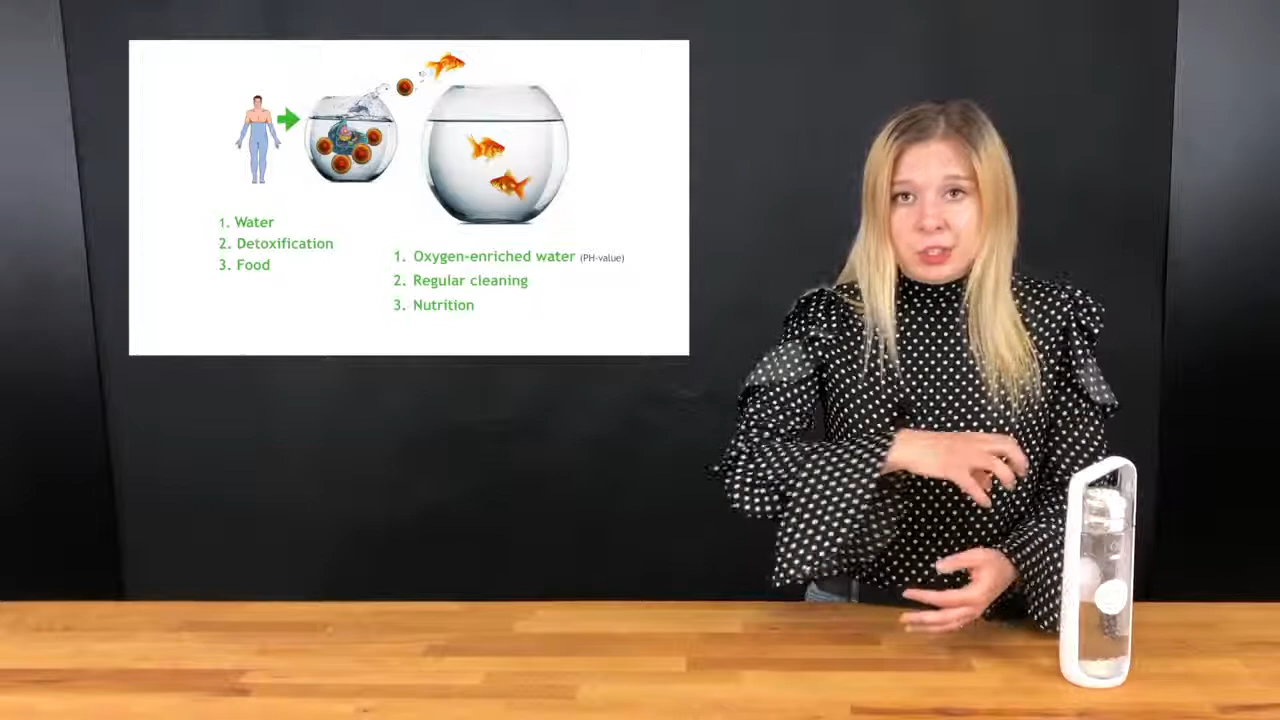 1. Water
2. Detoxification
3. Food
1. Oxygen-enriched water (PH-value)
2. Regular cleaning
3. Nutrition